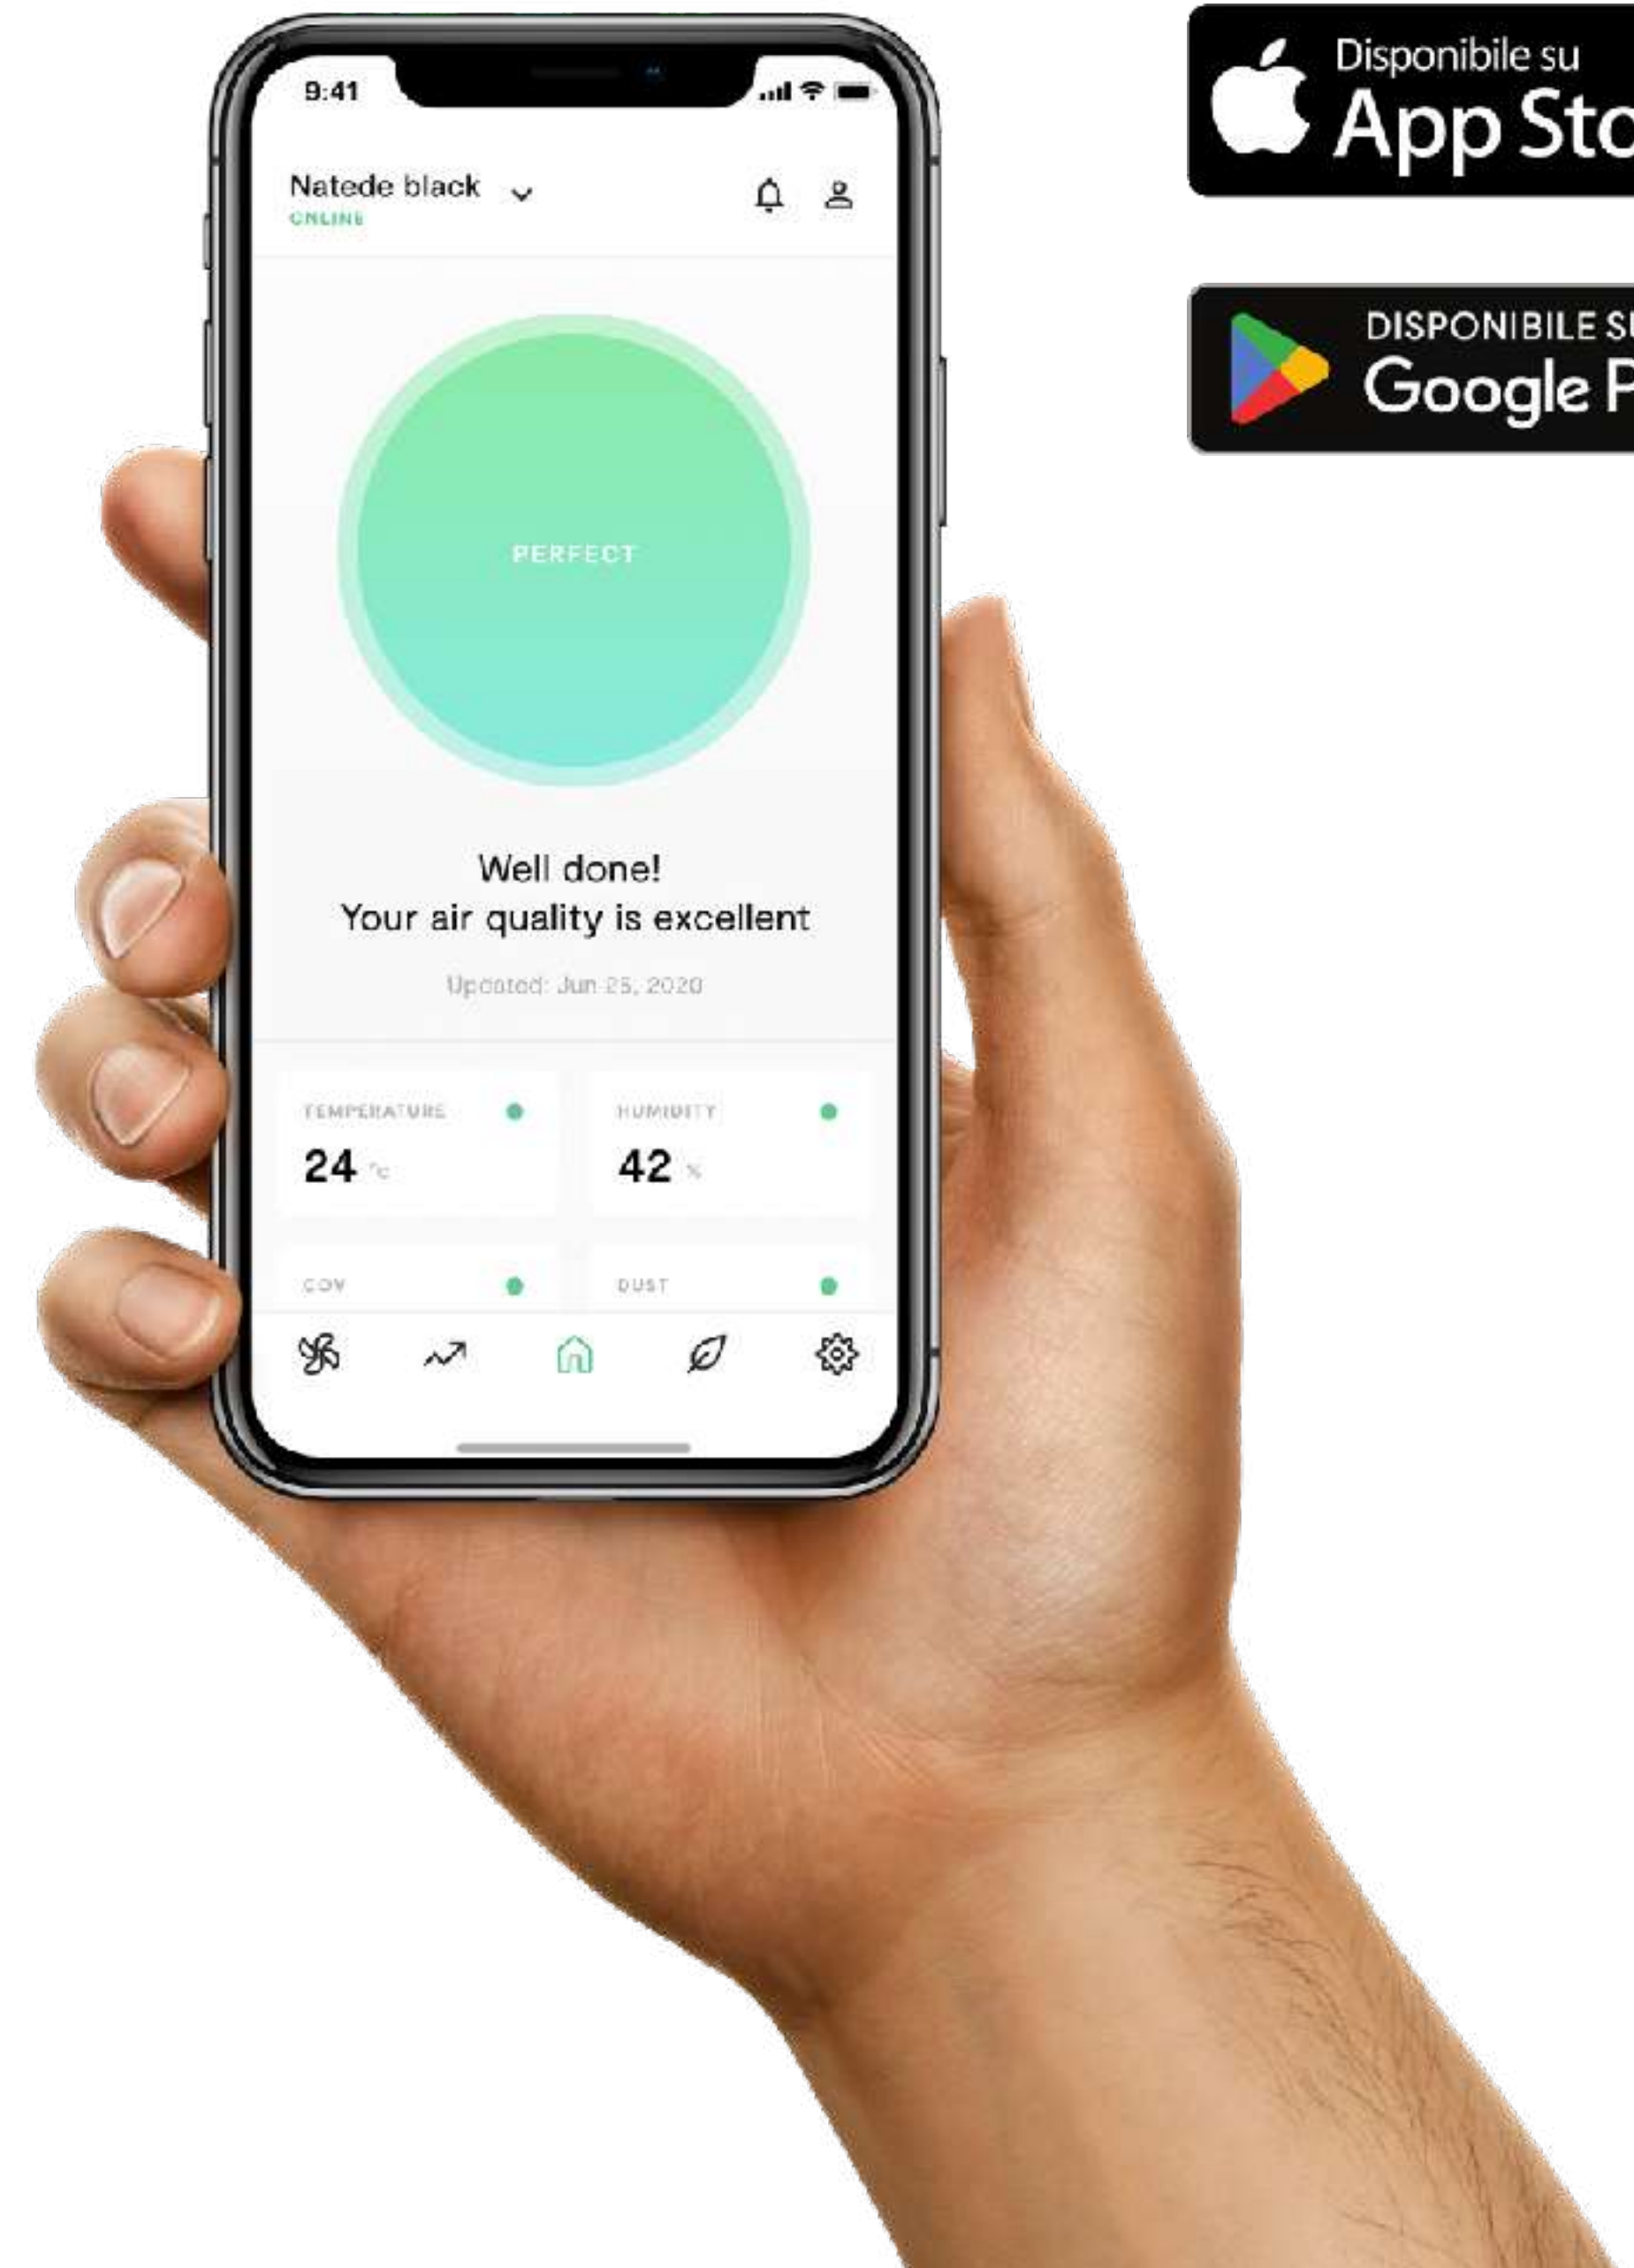 9:41
Natede black
ONLINE
PERFECT
Well done!
Your air quality is excellent
Updated: Jun 25, 2020
TEMPERATURE
HUMIDITY
24 °c
42 %
COV
DUST
Disponibile su
App Sto
DISPONIBILE SU
Google P